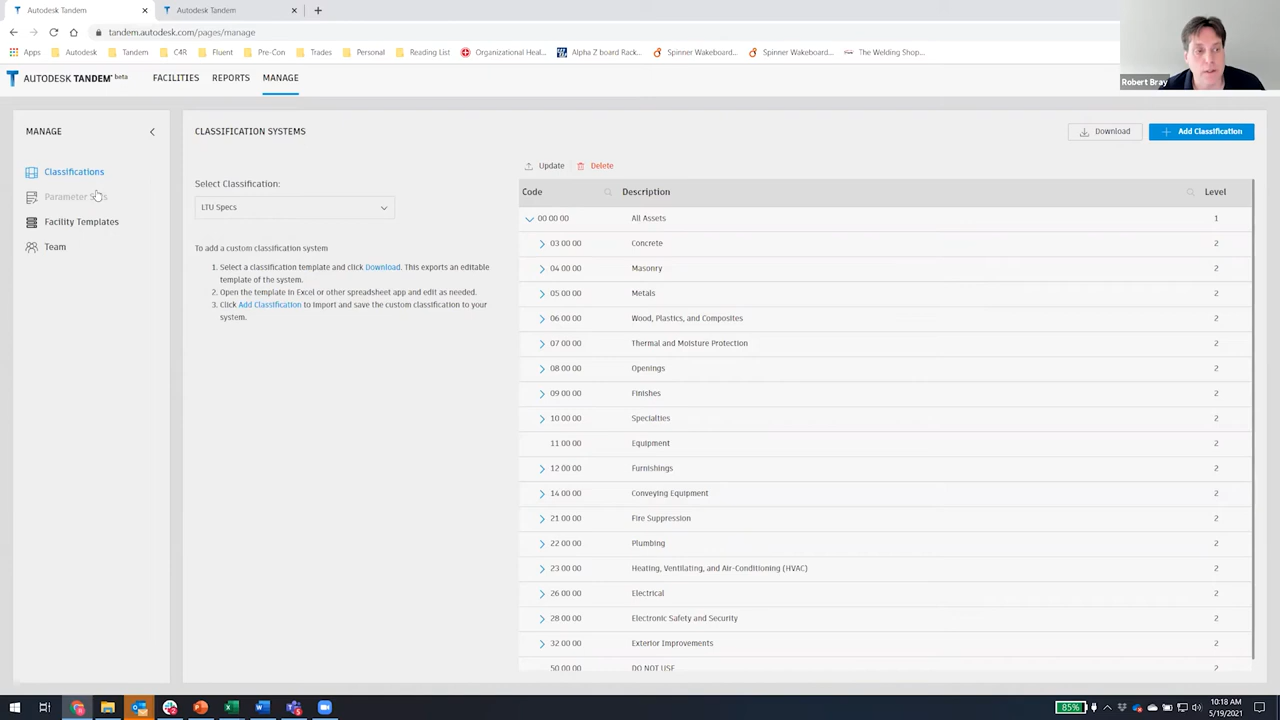 Autodesk Tandem
Autodesk Tandem
tandem.autodesk.com/pages/manage
Apps
Autodesk
Tandem
C4R
Fluent
Pre-Con
Trades
Personal
Reading List
Organizational Heal...
Alpha Z board Rack...
Spinner Wakeboard...
Spinner Wakeboard...
The Welding Shop...
Robert Bray
AUTODESK TANDEM beta
FACILITIES
REPORTS
MANAGE
MANAGE
Classifications
Facility Templates
Team
CLASSIFICATION SYSTEMS
Download
Add Classification
Select Classification:
LTU Specs
To add a custom classification system
1. Select a classification template and click Download. This exports an editable
template of the system.
2. Open the template in Excel or other spreadsheet app and edit as needed.
3. Click Add Classification to import and save the custom classification to your
system.
Update
Delete
Code Description Level
00 00 00 All Assets 1
03 00 00 Concrete 2
04 00 00 Masonry 2
05 00 00 Metals 2
06 00 00 Wood, Plastics, and Composites 2
07 00 00 Thermal and Moisture Protection 2
08 00 00 Openings 2
09 00 00 Finishes 2
10 00 00 Specialties 2
11 00 00 Equipment 2
12 00 00 Furnishings 2
14 00 00 Conveying Equipment 2
21 00 00 Fire Suppression 2
22 00 00 Plumbing 2
23 00 00 Heating, Ventilating, and Air-Conditioning (HVAC) 2
26 00 00 Electrical 2
28 00 00 Electronic Safety and Security 2
32 00 00 Exterior Improvements 2
50 00 00 DO NOT USE 2
85%
10:18 AM
5/19/2021